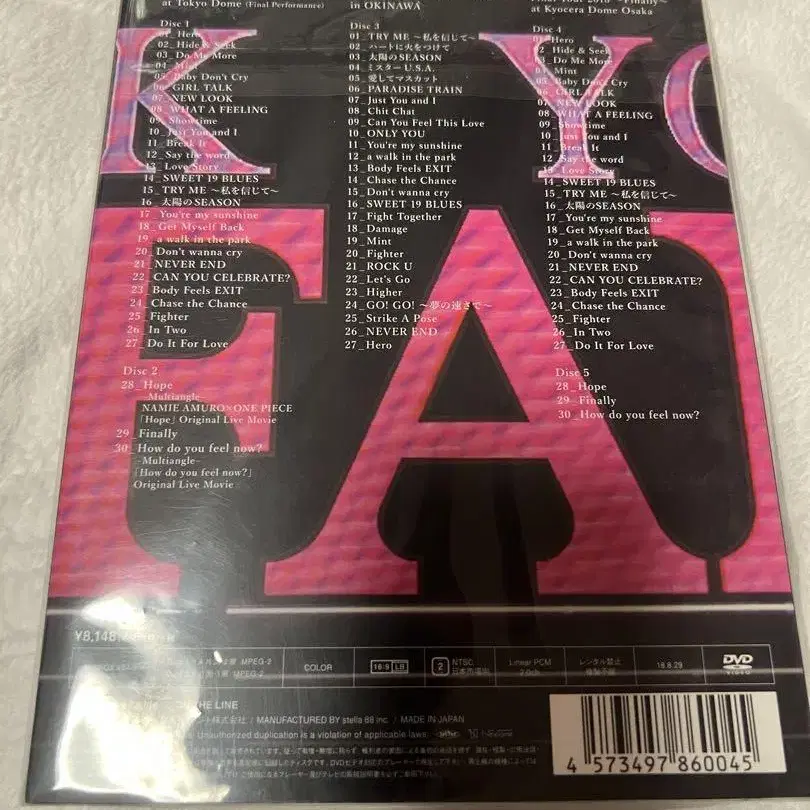 at Tokyo Dome (Final Performance)
Disc 1
01_Hero
02_Hide & Seek
03_Do Me More
04_Mint
05_Baby Don't Cry
06_GIRL TALK
07_NEW LOOK
08_WHAT A FEELING
09_Showtime
10_Just You and I
11_Break It
12_Say the word
13_Love Story
14_SWEET 19 BLUES
15_TRY ME ～私を信じて～
16_太陽のSEASON
17_You're my sunshine
18_Get Myself Back
19_a walk in the park
20_Don't wanna cry
21_NEVER END
22_CAN YOU CELEBRATE?
23_Body Feels EXIT
24_Chase the Chance
25_Fighter
26_In Two
27_Do It For Love
Disc 2
28_Hope
-Multiangle-
NAMIE AMURO×ONE PIECE
「Hope」Original Live Movie
29_Finally
30_How do you feel now?
-Multiangle-
「How do you feel now?」
Original Live Movie
in OKINAWA
Disc 3
01_TRY ME ～私を信じて～
02_ハートに火をつけて
03_太陽のSEASON
04_ミスターU.S.A.
05_愛してマスカット
06_PARADISE TRAIN
07_Just You and I
08_Chit Chat
09_Can You Feel This Love
10_ONLY YOU
11_You're my sunshine
12_a walk in the park
13_Body Feels EXIT
14_Chase the Chance
15_Don't wanna cry
16_SWEET 19 BLUES
17_Fight Together
18_Damage
19_Mint
20_Fighter
21_ROCK U
22_Let's Go
23_Higher
24_GO! GO! ～夢の速さで～
25_Strike A Pose
26_NEVER END
27_Hero
at Kyocera Dome Osaka
Disc 4
01_Hero
02_Hide & Seek
03_Do Me More
04_Mint
05_Baby Don't Cry
06_GIRL TALK
07_NEW LOOK
08_WHAT A FEELING
09_Showtime
10_Just You and I
11_Break It
12_Say the word
13_Love Story
14_SWEET 19 BLUES
15_TRY ME ～私を信じて～
16_太陽のSEASON
17_You're my sunshine
18_Get Myself Back
19_a walk in the park
20_Don't wanna cry
21_NEVER END
22_CAN YOU CELEBRATE?
23_Body Feels EXIT
24_Chase the Chance
25_Fighter
26_In Two
27_Do It For Love
Disc 5
28_Hope
29_Finally
30_How do you feel now?
K YO
FA
¥8,148
MPEG-2
MPEG-2
COLOR
16:9 LB
2 NTSC
日本市場向
Linear PCM
2.0ch
レンタル禁止
複製不能
18.8.29
DVD
VIDEO
THE LINE
株式会社 / MANUFACTURED BY stella 88 inc. / MADE IN JAPAN
Unauthorized duplication is a violation of applicable laws.
4 573497 860045